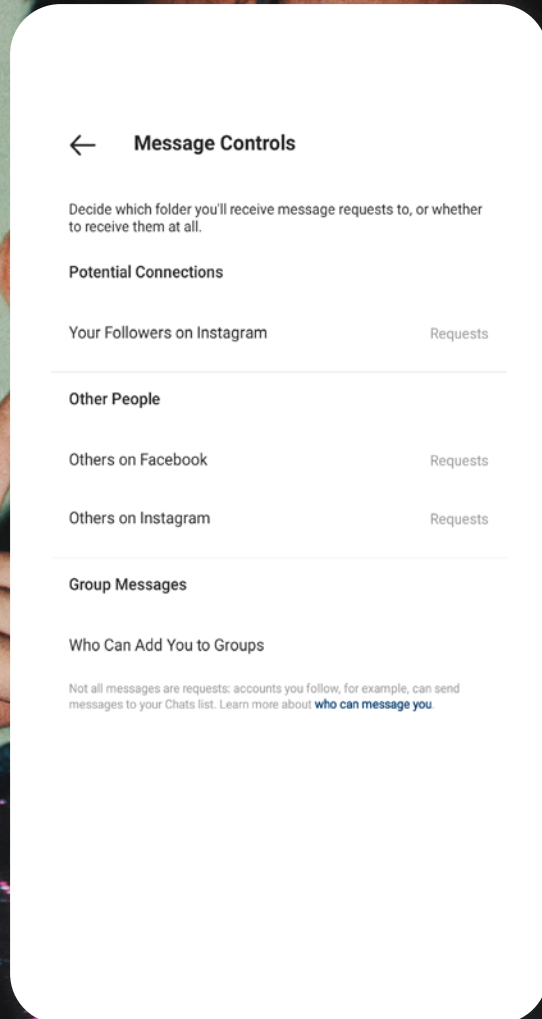 Message Controls
Decide which folder you'll receive message requests to, or whether
to receive them at all.
Potential Connections
Your Followers on Instagram Requests
Other People
Others on Facebook Requests
Others on Instagram Requests
Group Messages
Who Can Add You to Groups
Not all messages are requests: accounts you follow, for example, can send
messages to your Chats list. Learn more about who can message you.